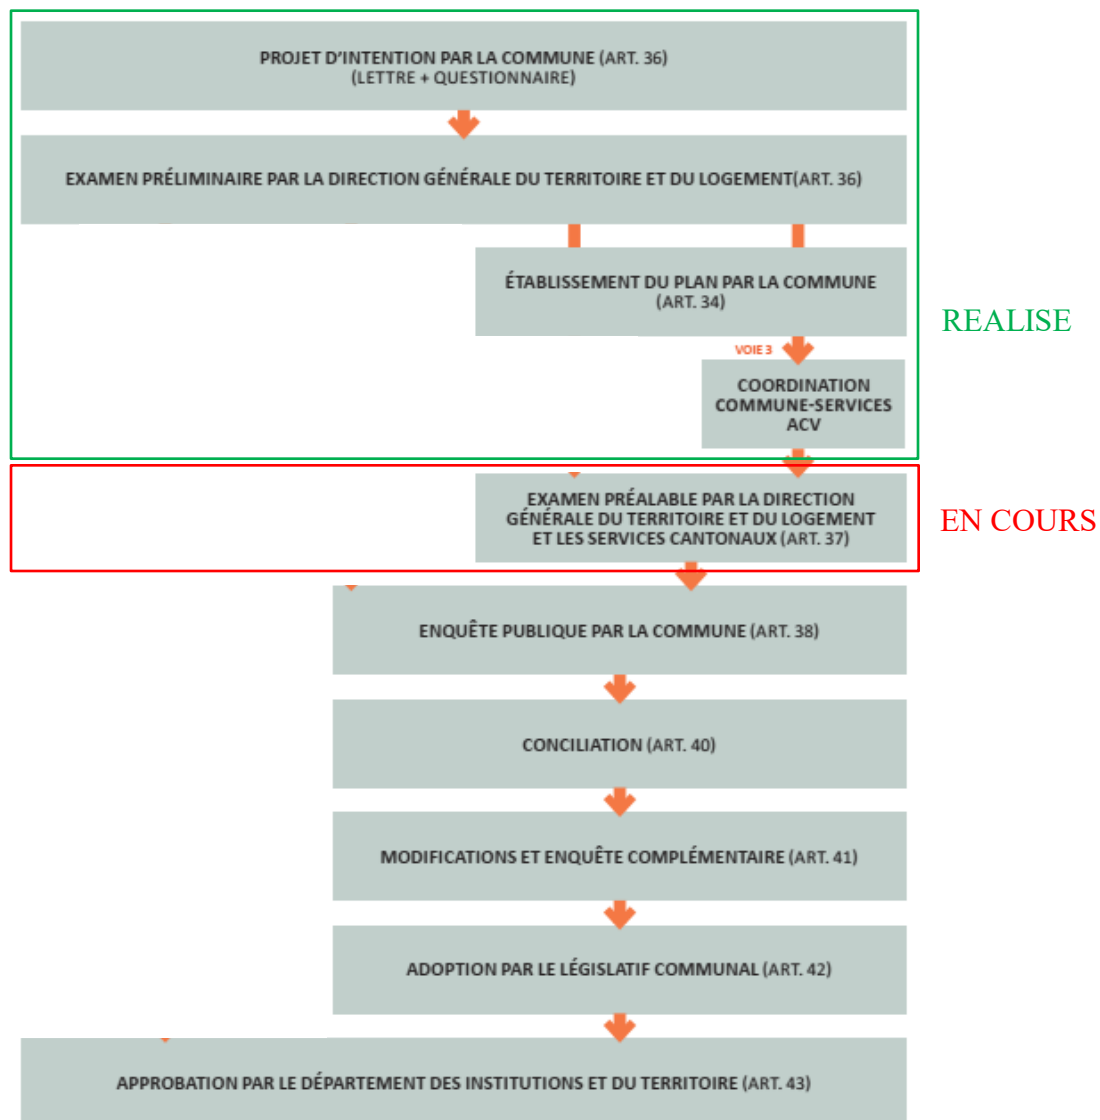 PROJET D'INTENTION PAR LA COMMUNE (ART. 36)
(LETTRE + QUESTIONNAIRE)
EXAMEN PRÉLIMINAIRE PAR LA DIRECTION GÉNÉRALE DU TERRITOIRE ET DU LOGEMENT(ART. 36)
ÉTABLISSEMENT DU PLAN PAR LA COMMUNE
(ART. 34)
REALISE
VOIE 3
COORDINATION
COMMUNE-SERVICES
ACV
EXAMEN PRÉALABLE PAR LA DIRECTION
GÉNÉRALE DU TERRITOIRE ET DU LOGEMENT
ET LES SERVICES CANTONAUX (ART. 37)
EN COURS
ENQUÊTE PUBLIQUE PAR LA COMMUNE (ART. 38)
CONCILIATION (ART. 40)
MODIFICATIONS ET ENQUÊTE COMPLÉMENTAIRE (ART. 41)
ADOPTION PAR LE LÉGISLATIF COMMUNAL (ART. 42)
APPROBATION PAR LE DÉPARTEMENT DES INSTITUTIONS ET DU TERRITOIRE (ART. 43)